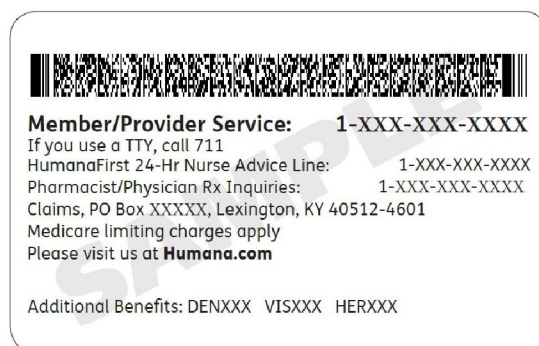 Member/Provider Service: 1-XXX-XXX-XXXX
If you use a TTY, call 711
HumanaFirst 24-Hr Nurse Advice Line: 1-XXX-XXX-XXXX
Pharmacist/Physician Rx Inquiries: 1-XXX-XXX-XXXX
Claims, PO Box XXXXX, Lexington, KY 40512-4601
Medicare limiting charges apply
Please visit us at Humana.com
Additional Benefits: DENXXX VISXXX HERXXX
SAMPLE